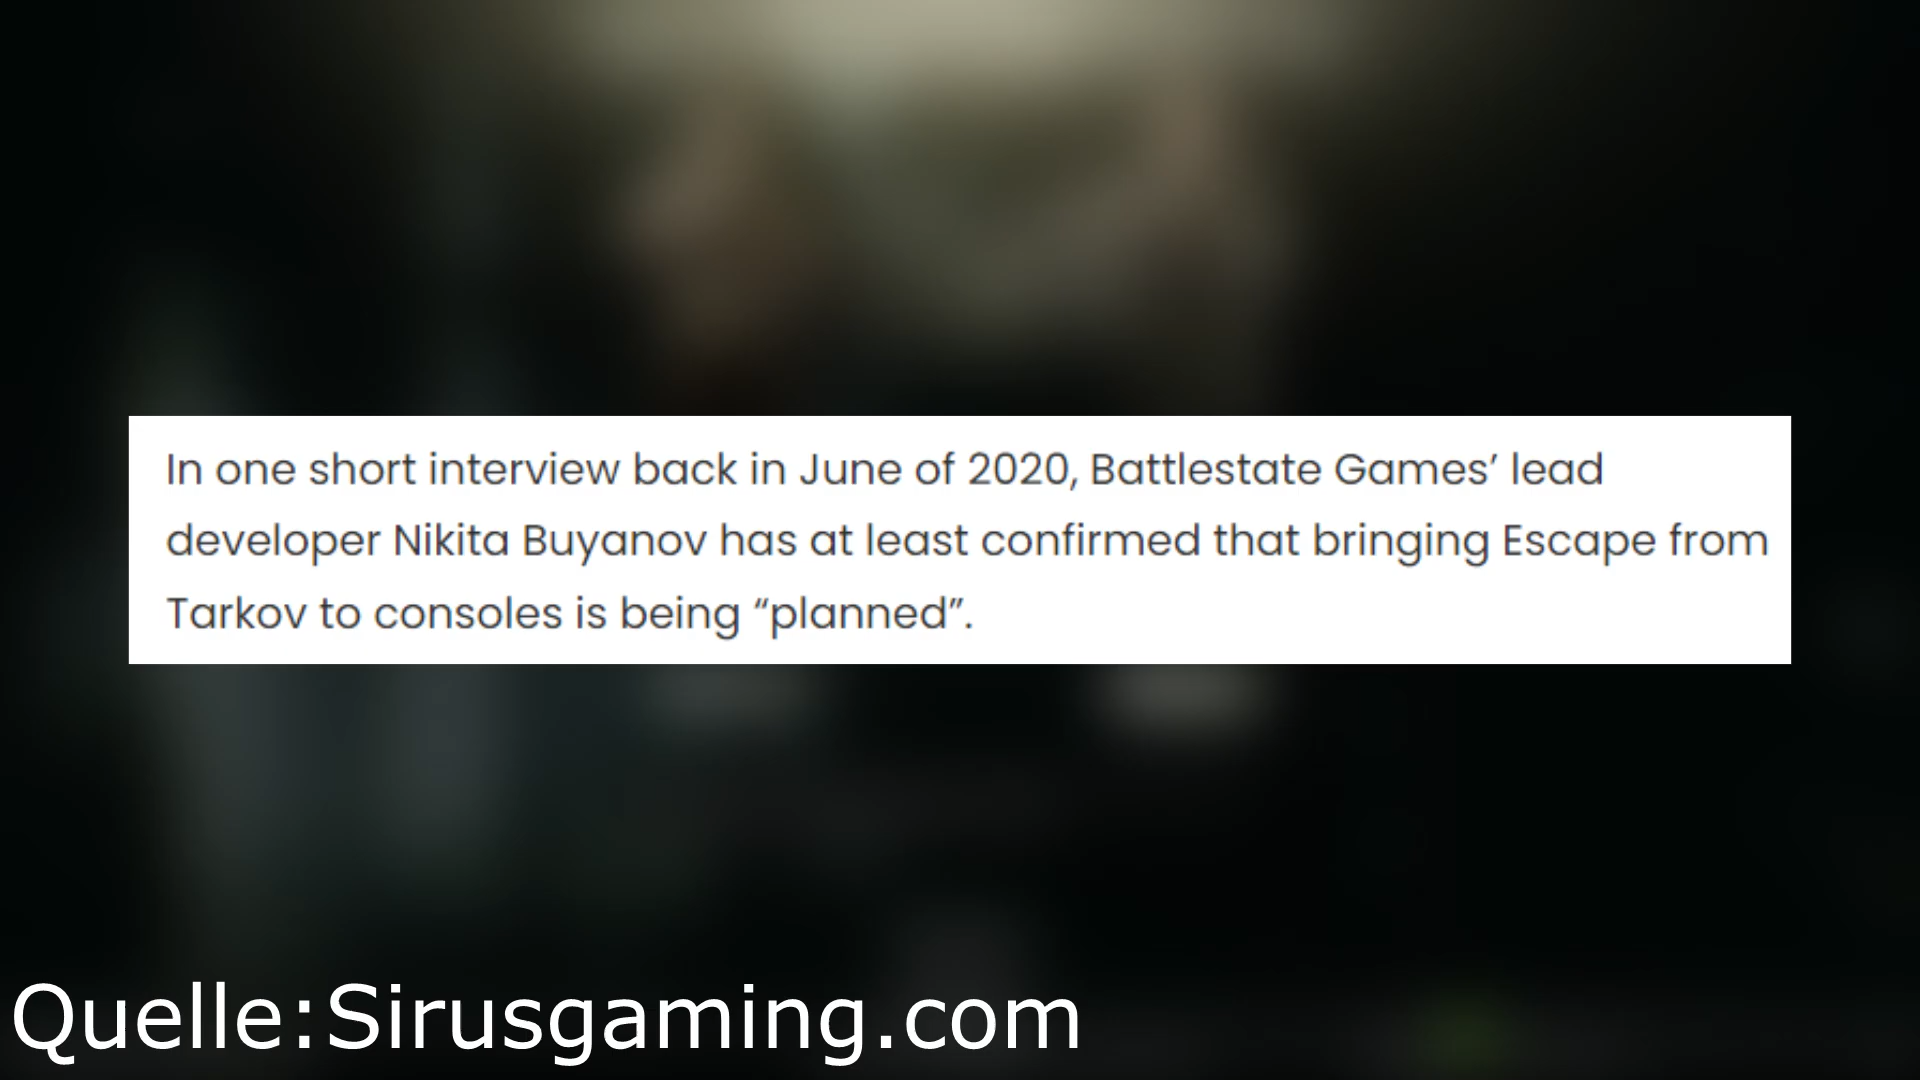 In one short interview back in June of 2020, Battlestate Games’ lead
developer Nikita Buyanov has at least confirmed that bringing Escape from
Tarkov to consoles is being “planned”.
Quelle:Sirusgaming.com